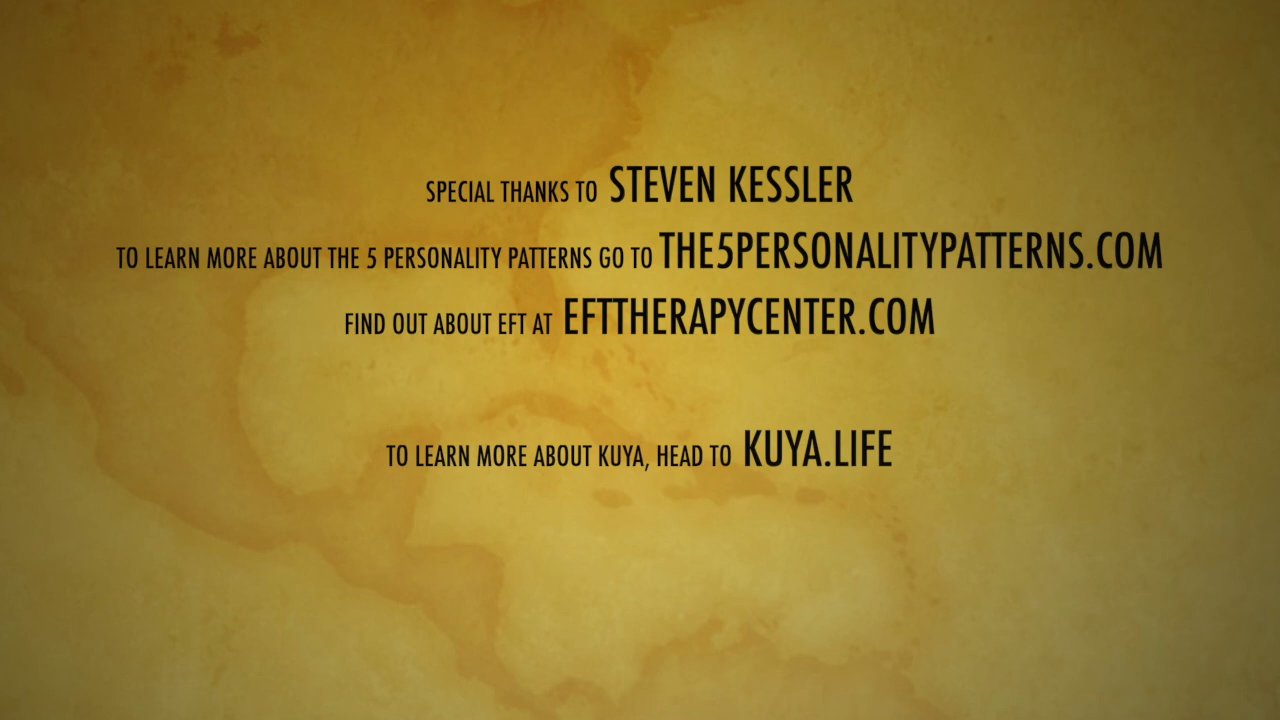 SPECIAL THANKS TO STEVEN KESSLER
TO LEARN MORE ABOUT THE 5 PERSONALITY PATTERNS GO TO THE5PERSONALITYPATTERNS.COM
FIND OUT ABOUT EFT AT EFTTHERAPYCENTER.COM
TO LEARN MORE ABOUT KUYA, HEAD TO KUYA.LIFE